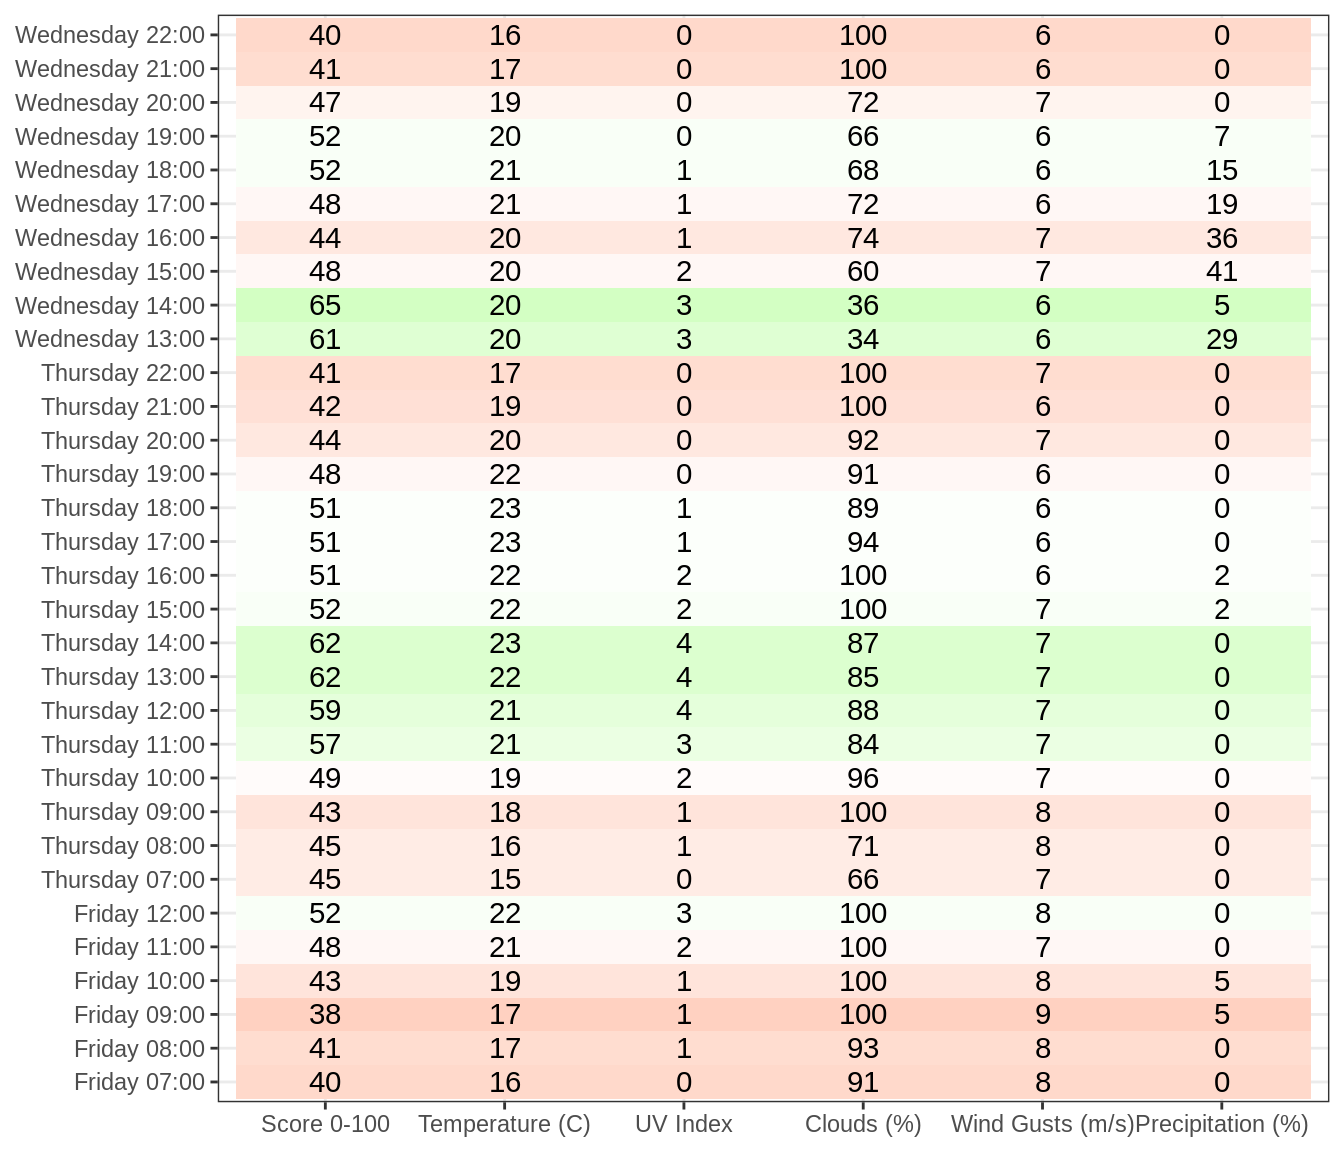 Wednesday 22:00 40 16 0 100 6 0
Wednesday 21:00 41 17 0 100 6 0
Wednesday 20:00 47 19 0 72 7 0
Wednesday 19:00 52 20 0 66 6 7
Wednesday 18:00 52 21 1 68 6 15
Wednesday 17:00 48 21 1 72 6 19
Wednesday 16:00 44 20 1 74 7 36
Wednesday 15:00 48 20 2 60 7 41
Wednesday 14:00 65 20 3 36 6 5
Wednesday 13:00 61 20 3 34 6 29
Thursday 22:00 41 17 0 100 7 0
Thursday 21:00 42 19 0 100 6 0
Thursday 20:00 44 20 0 92 7 0
Thursday 19:00 48 22 0 91 6 0
Thursday 18:00 51 23 1 89 6 0
Thursday 17:00 51 23 1 94 6 0
Thursday 16:00 51 22 2 100 6 2
Thursday 15:00 52 22 2 100 7 2
Thursday 14:00 62 23 4 87 7 0
Thursday 13:00 62 22 4 85 7 0
Thursday 12:00 59 21 4 88 7 0
Thursday 11:00 57 21 3 84 7 0
Thursday 10:00 49 19 2 96 7 0
Thursday 09:00 43 18 1 100 8 0
Thursday 08:00 45 16 1 71 8 0
Thursday 07:00 45 15 0 66 7 0
Friday 12:00 52 22 3 100 8 0
Friday 11:00 48 21 2 100 7 0
Friday 10:00 43 19 1 100 8 5
Friday 09:00 38 17 1 100 9 5
Friday 08:00 41 17 1 93 8 0
Friday 07:00 40 16 0 91 8 0
Score 0-100 Temperature (C) UV Index Clouds (%) Wind Gusts (m/s) Precipitation (%)